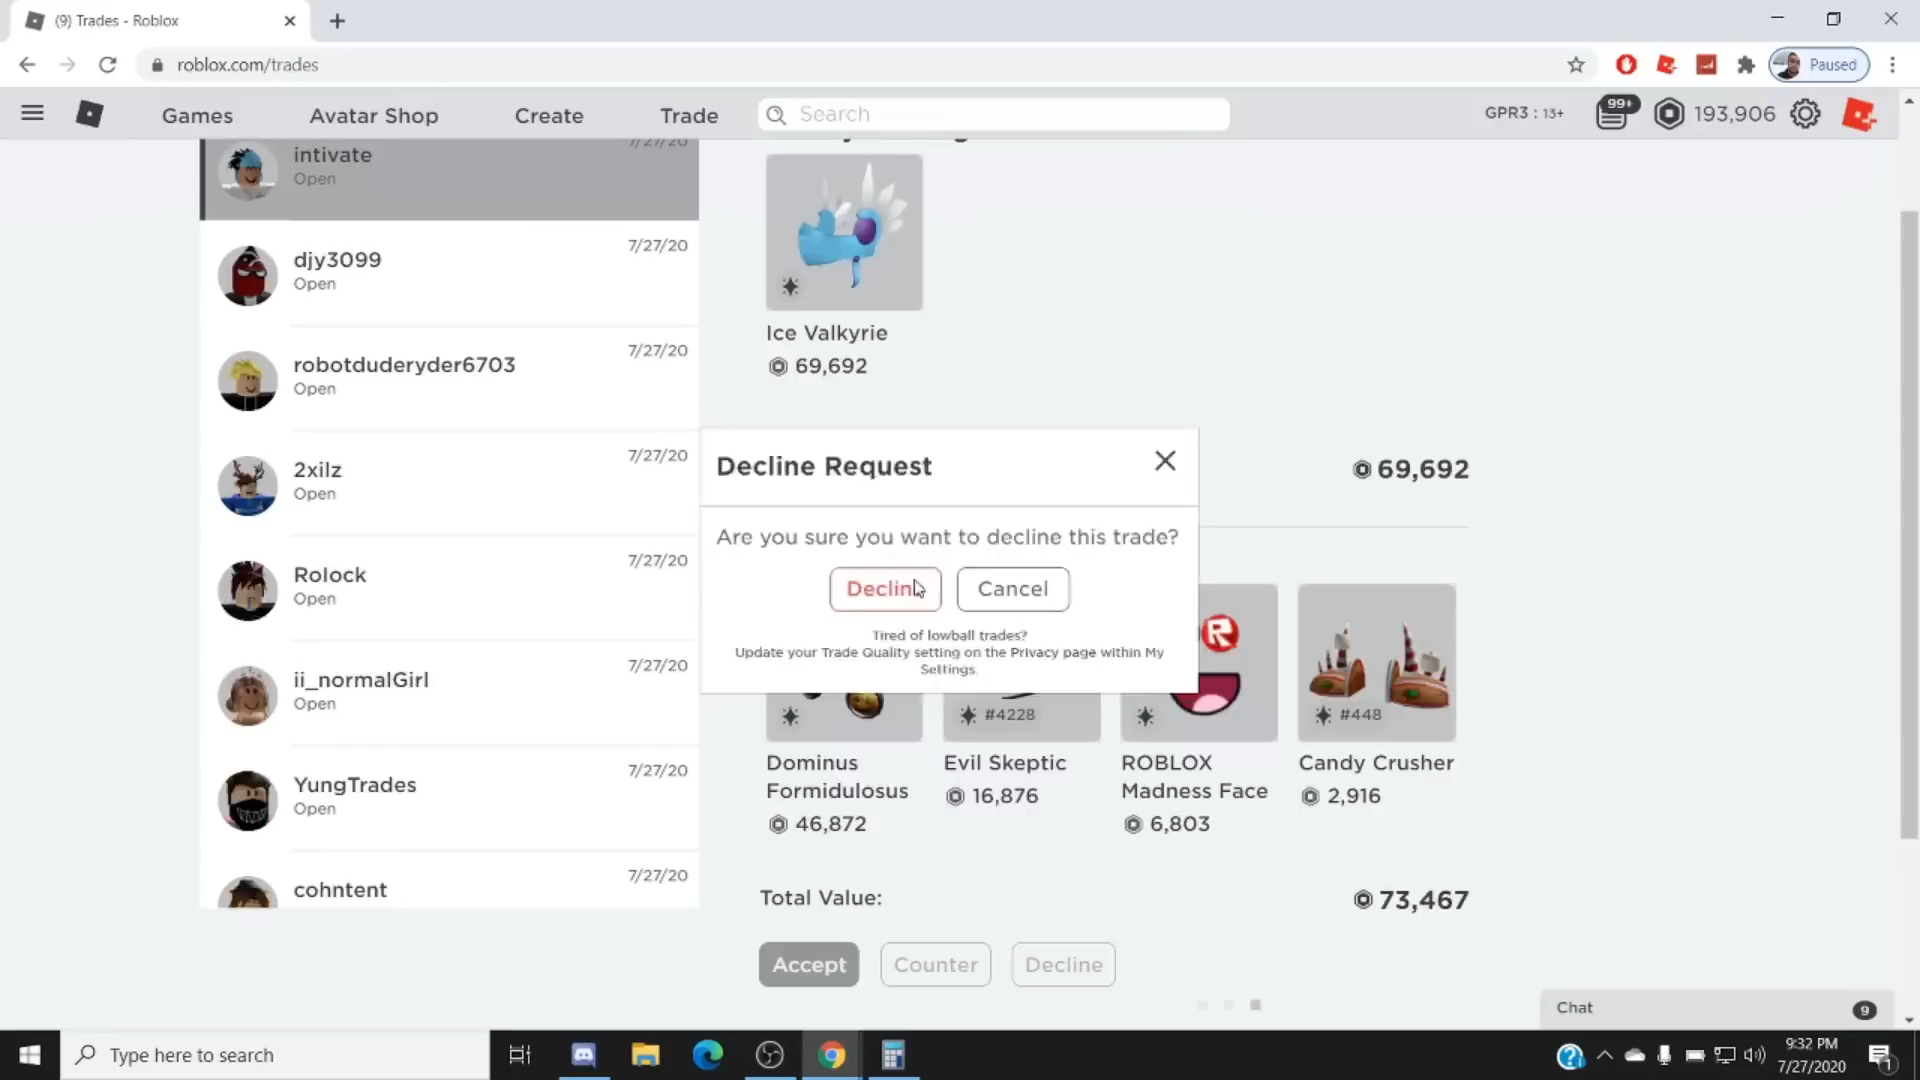 (9) Trades - Roblox
roblox.com/trades
Paused
Games
Avatar Shop
Create
Trade
Search
GPR3 : 13+
99+
193,906
intivate
Open
7/27/20
djy3099
Open
7/27/20
robotduderyder6703
Open
7/27/20
2xilz
Open
7/27/20
Rolock
Open
7/27/20
ii_normalGirl
Open
7/27/20
YungTrades
Open
7/27/20
cohntent
7/27/20
Ice Valkyrie
69,692
69,692
Decline Request
Are you sure you want to decline this trade?
Decline
Cancel
Tired of lowball trades?
Update your Trade Quality setting on the Privacy page within My
Settings.
#4228
#448
Dominus
Formidulosus
46,872
Evil Skeptic
16,876
ROBLOX
Madness Face
6,803
Candy Crusher
2,916
Total Value:
73,467
Accept
Counter
Decline
Chat
9
Type here to search
9:32 PM
7/27/2020
1